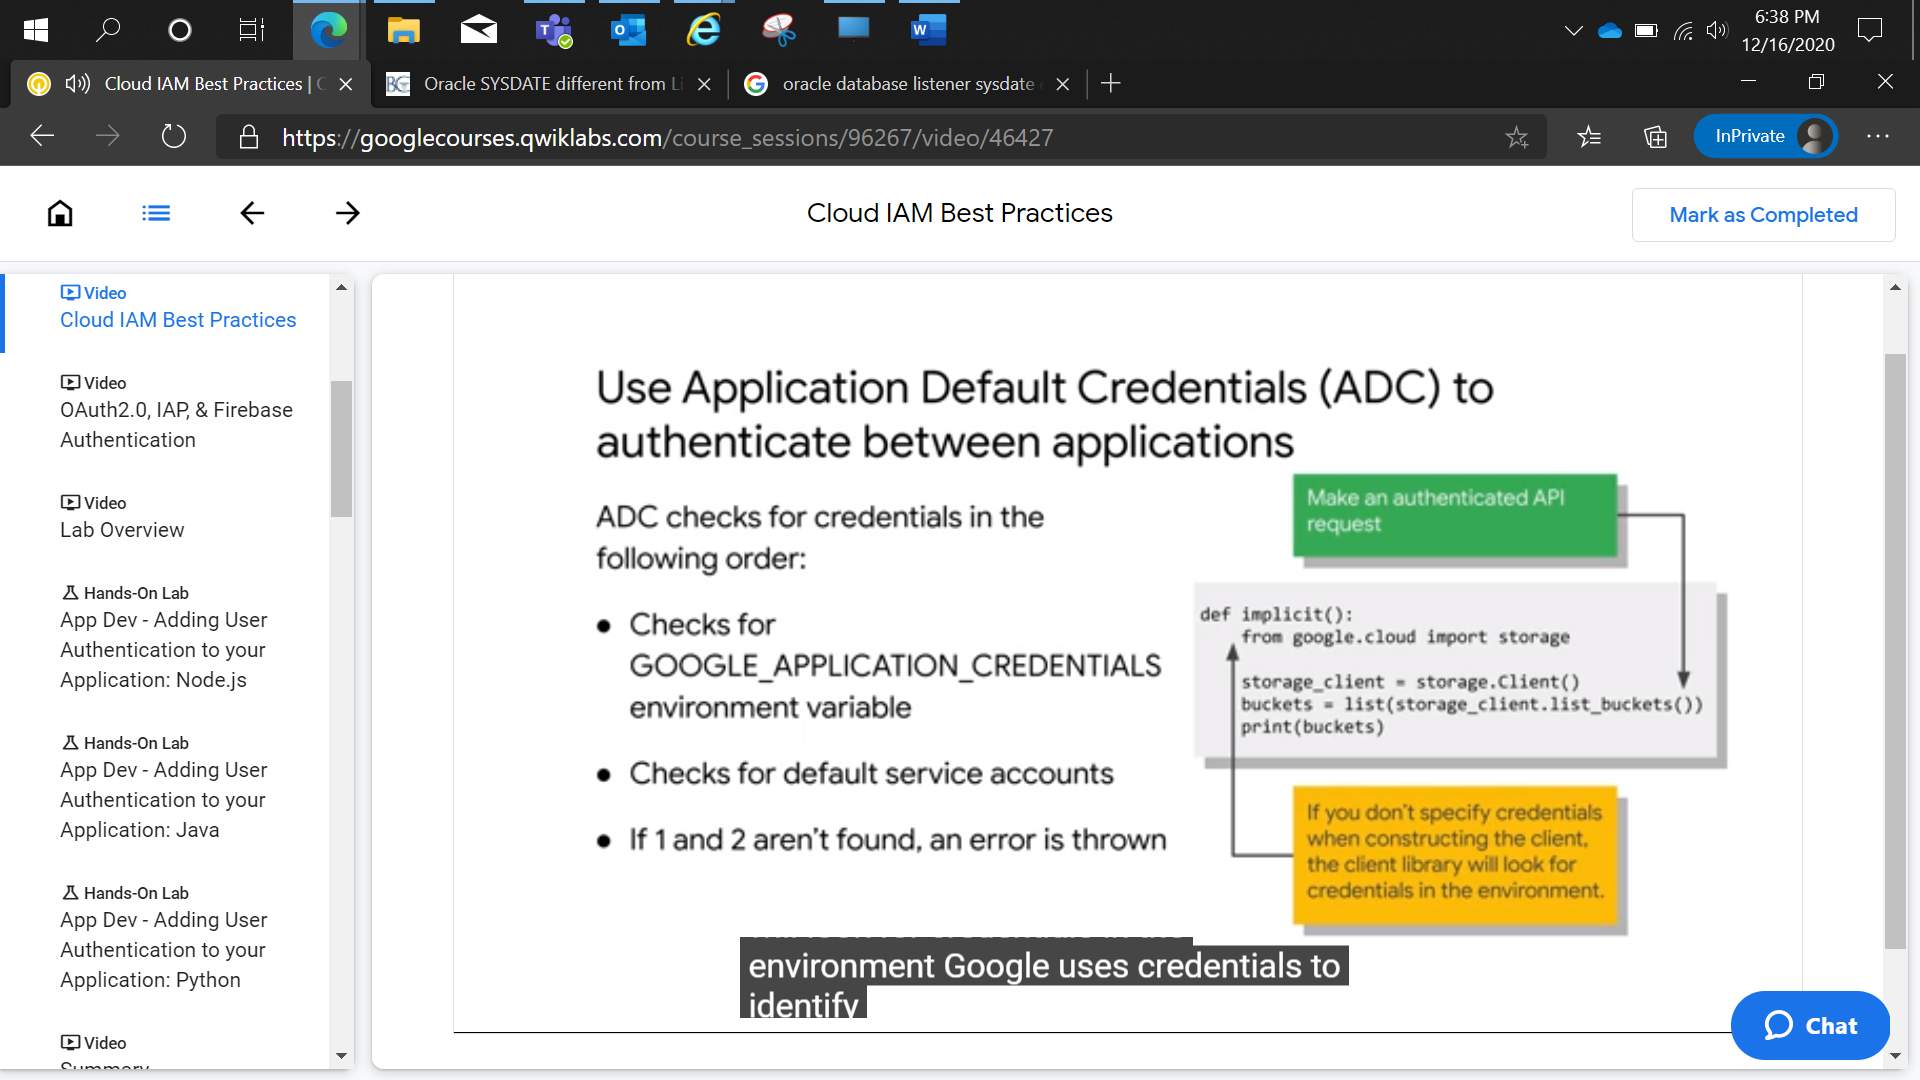 6:38 PM
12/16/2020
Cloud IAM Best Practices |
Oracle SYSDATE different from Li
oracle database listener sysdate
https://googlecourses.qwiklabs.com/course_sessions/96267/video/46427
InPrivate
Cloud IAM Best Practices
Mark as Completed
Video
Cloud IAM Best Practices
Video
OAuth2.0, IAP, & Firebase
Authentication
Video
Lab Overview
Hands-On Lab
App Dev - Adding User
Authentication to your
Application: Node.js
Hands-On Lab
App Dev - Adding User
Authentication to your
Application: Java
Hands-On Lab
App Dev - Adding User
Authentication to your
Application: Python
Video
Summary
Use Application Default Credentials (ADC) to
authenticate between applications
ADC checks for credentials in the
following order:
● Checks for
GOOGLE_APPLICATION_CREDENTIALS
environment variable
● Checks for default service accounts
● If 1 and 2 aren't found, an error is thrown
Make an authenticated API
request
def implicit():
from google.cloud import storage
storage_client = storage.Client()
buckets = list(storage_client.list_buckets())
print(buckets)
If you don't specify credentials
when constructing the client,
the client library will look for
credentials in the environment.
environment Google uses credentials to
identify
Chat